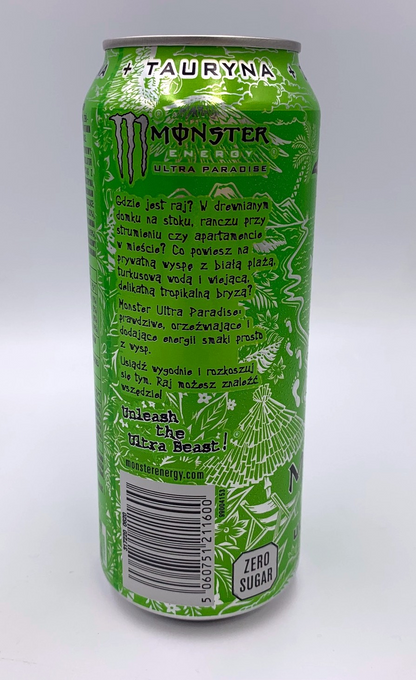 + TAURYNA +
MONSTER
ENERGY
ULTRA PARADISE
Gdzie jest raj? W drewnianym
domku na stoku, ranczu przy
strumieniu czy apartamencie
w mieście? Co powiesz na
prywatną wyspę z białą plażą,
turkusową wodą i wiejącą,
delikatną tropikalną bryzą?
Monster Ultra Paradise:
prawdziwe, orzeźwiające i
dodające energii smaki prosto
z wysp.
Usiądź wygodnie i rozkoszuj
się tym. Raj możesz znaleźć
wszędzie!
Unleash
the
Ultra Beast!
monsterenergy.com
5 060751 211600
ZERO
SUGAR